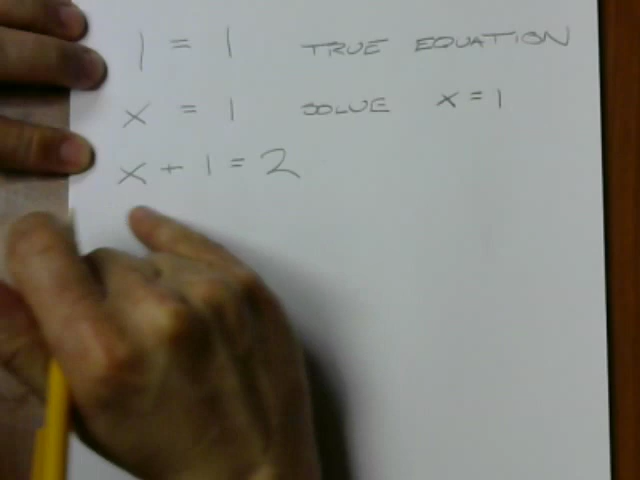 1 = 1 TRUE EQUATION
x = 1 SOLVE x = 1
x + 1 = 2